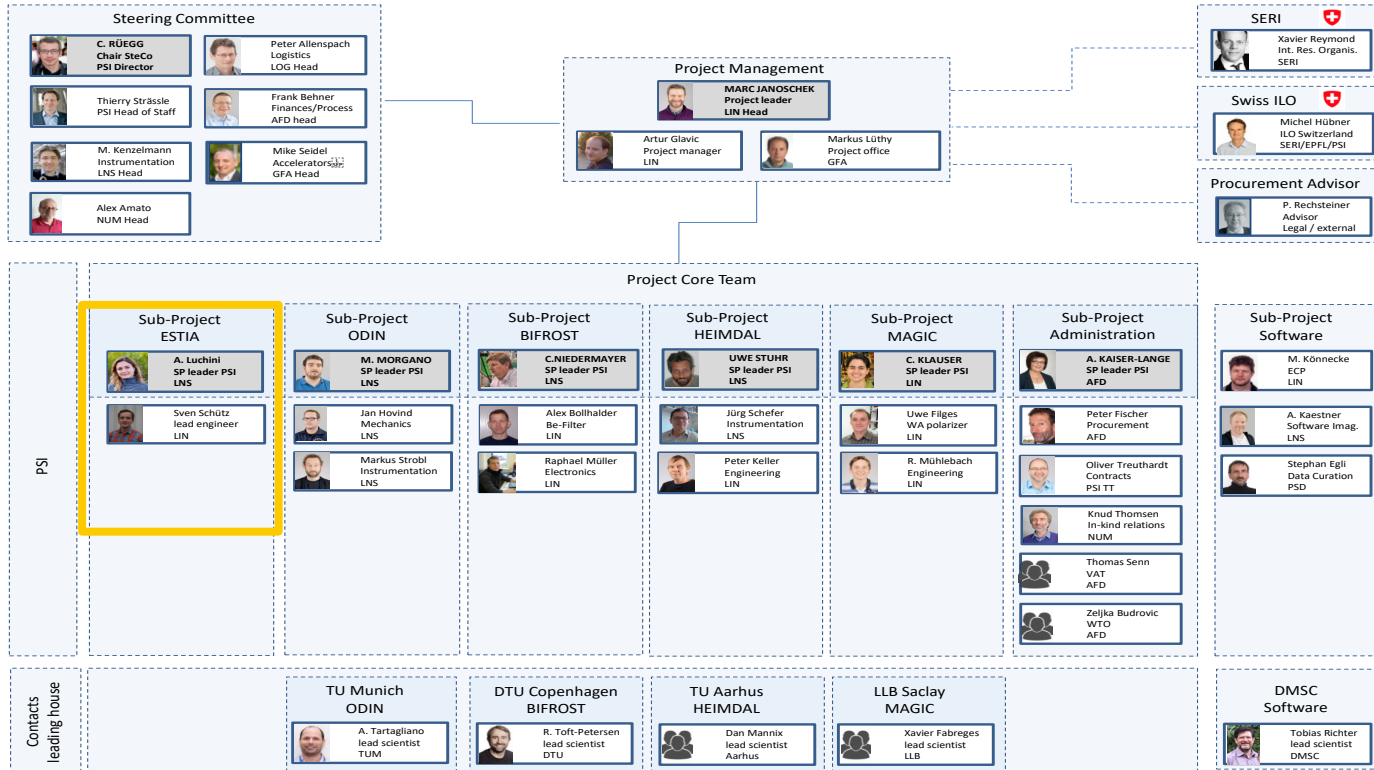 Steering Committee
C. RÜEGG
Chair SteCo
PSI Director
Peter Allenspach
Logistics
LOG Head
Thierry Strässle
PSI Head of Staff
Frank Behner
Finances/Process
AFD head
M. Kenzelmann
Instrumentation
LNS Head
Mike Seidel
Accelerators
GFA Head
Alex Amato
NUM Head
Project Management
MARC JANOSCHEK
Project leader
LIN Head
Artur Glavic
Project manager
LIN
Markus Lüthy
Project office
GFA
SERI
Xavier Reymond
Int. Res. Organis.
SERI
Swiss ILO
Michel Hübner
ILO Switzerland
SERI/EPFL/PSI
Procurement Advisor
P. Rechsteiner
Advisor
Legal / external
PSI
Project Core Team
Sub-Project
ESTIA
A. Luchini
SP leader PSI
LNS
Sven Schütz
lead engineer
LIN
Sub-Project
ODIN
M. MORGANO
SP leader PSI
LNS
Jan Hovind
Mechanics
LNS
Markus Strobl
Instrumentation
LNS
Sub-Project
BIFROST
C.NIEDERMAYER
SP leader PSI
LNS
Alex Bollhalder
Be-Filter
LIN
Raphael Müller
Electronics
LIN
Sub-Project
HEIMDAL
UWE STUHR
SP leader PSI
LNS
Jürg Schefer
Instrumentation
LNS
Peter Keller
Engineering
LIN
Sub-Project
MAGIC
C. KLAUSER
SP leader PSI
LIN
Uwe Filges
WA polarizer
LIN
R. Mühlebach
Engineering
LIN
Sub-Project
Administration
A. KAISER-LANGE
SP leader PSI
AFD
Peter Fischer
Procurement
AFD
Oliver Treuthardt
Contracts
PSI TT
Knud Thomsen
In-kind relations
NUM
Thomas Senn
VAT
AFD
Zeljka Budrovic
WTO
AFD
Sub-Project
Software
M. Könnecke
ECP
LIN
A. Kaestner
Software Imag.
LNS
Stephan Egli
Data Curation
PSD
Contacts
leading house
TU Munich
ODIN
A. Tartagliano
lead scientist
TUM
DTU Copenhagen
BIFROST
R. Toft-Petersen
lead scientist
DTU
TU Aarhus
HEIMDAL
Dan Mannix
lead scientist
Aarhus
LLB Saclay
MAGIC
Xavier Fabreges
lead scientist
LLB
DMSC
Software
Tobias Richter
lead scientist
DMSC